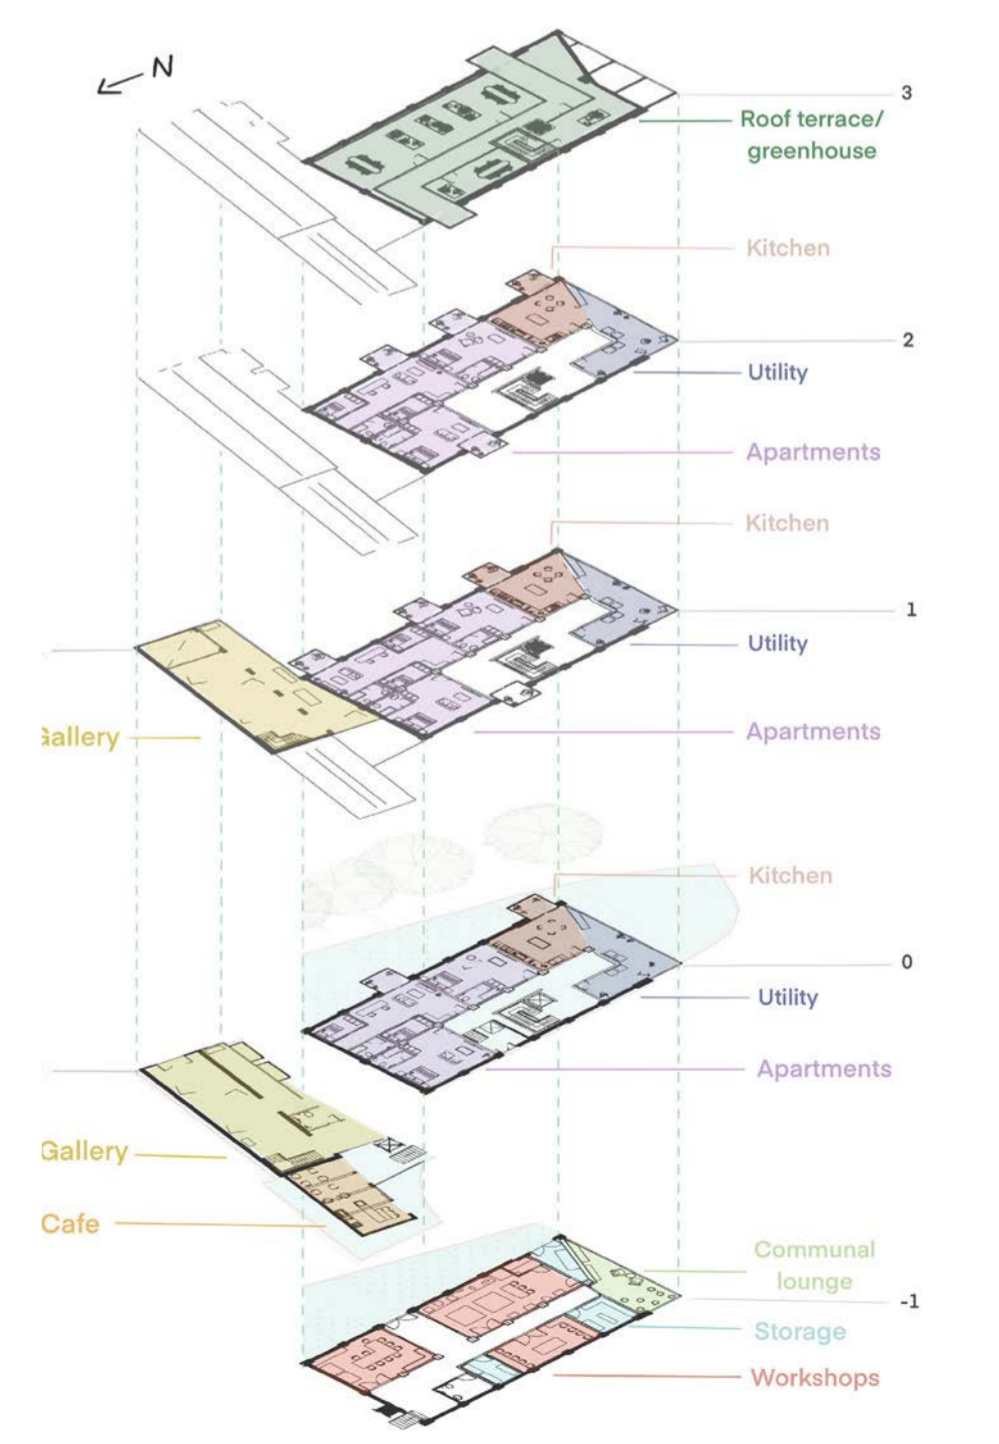 N
3
Roof terrace/
greenhouse
Kitchen
2
Utility
Apartments
Kitchen
1
Utility
Apartments
Gallery
Kitchen
0
Utility
Apartments
Gallery
Cafe
Communal
lounge
-1
Storage
Workshops